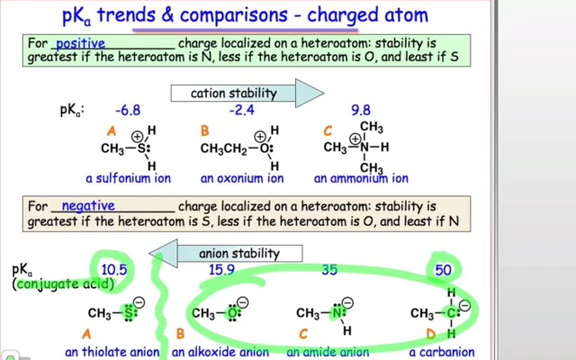 pKa trends & comparisons - charged atom
For positive charge localized on a heteroatom: stability is
greatest if the heteroatom is N, less if the heteroatom is O, and least if S
cation stability
pKa: -6.8 -2.4 9.8
A B C
CH3-S-H H CH3CH2-O-H H CH3-N-H CH3 CH3
a sulfonium ion an oxonium ion an ammonium ion
For negative charge localized on a heteroatom: stability is
greatest if the heteroatom is S, less if the heteroatom is O, and least if N
anion stability
pKa 10.5 15.9 35 50
(conjugate acid)
CH3-S CH3-O CH3-N-H CH3-C-H H
A B C D
an thiolate anion an alkoxide anion an amide anion a carbanion